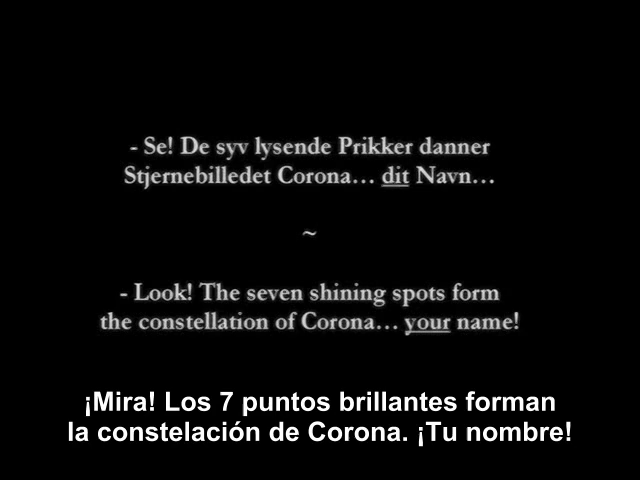 - Se! De syv lysende Prikker danner
Stjernebilledet Corona... dit Navn...
~
- Look! The seven shining spots form
the constellation of Corona... your name!
¡Mira! Los 7 puntos brillantes forman
la constelación de Corona. ¡Tu nombre!